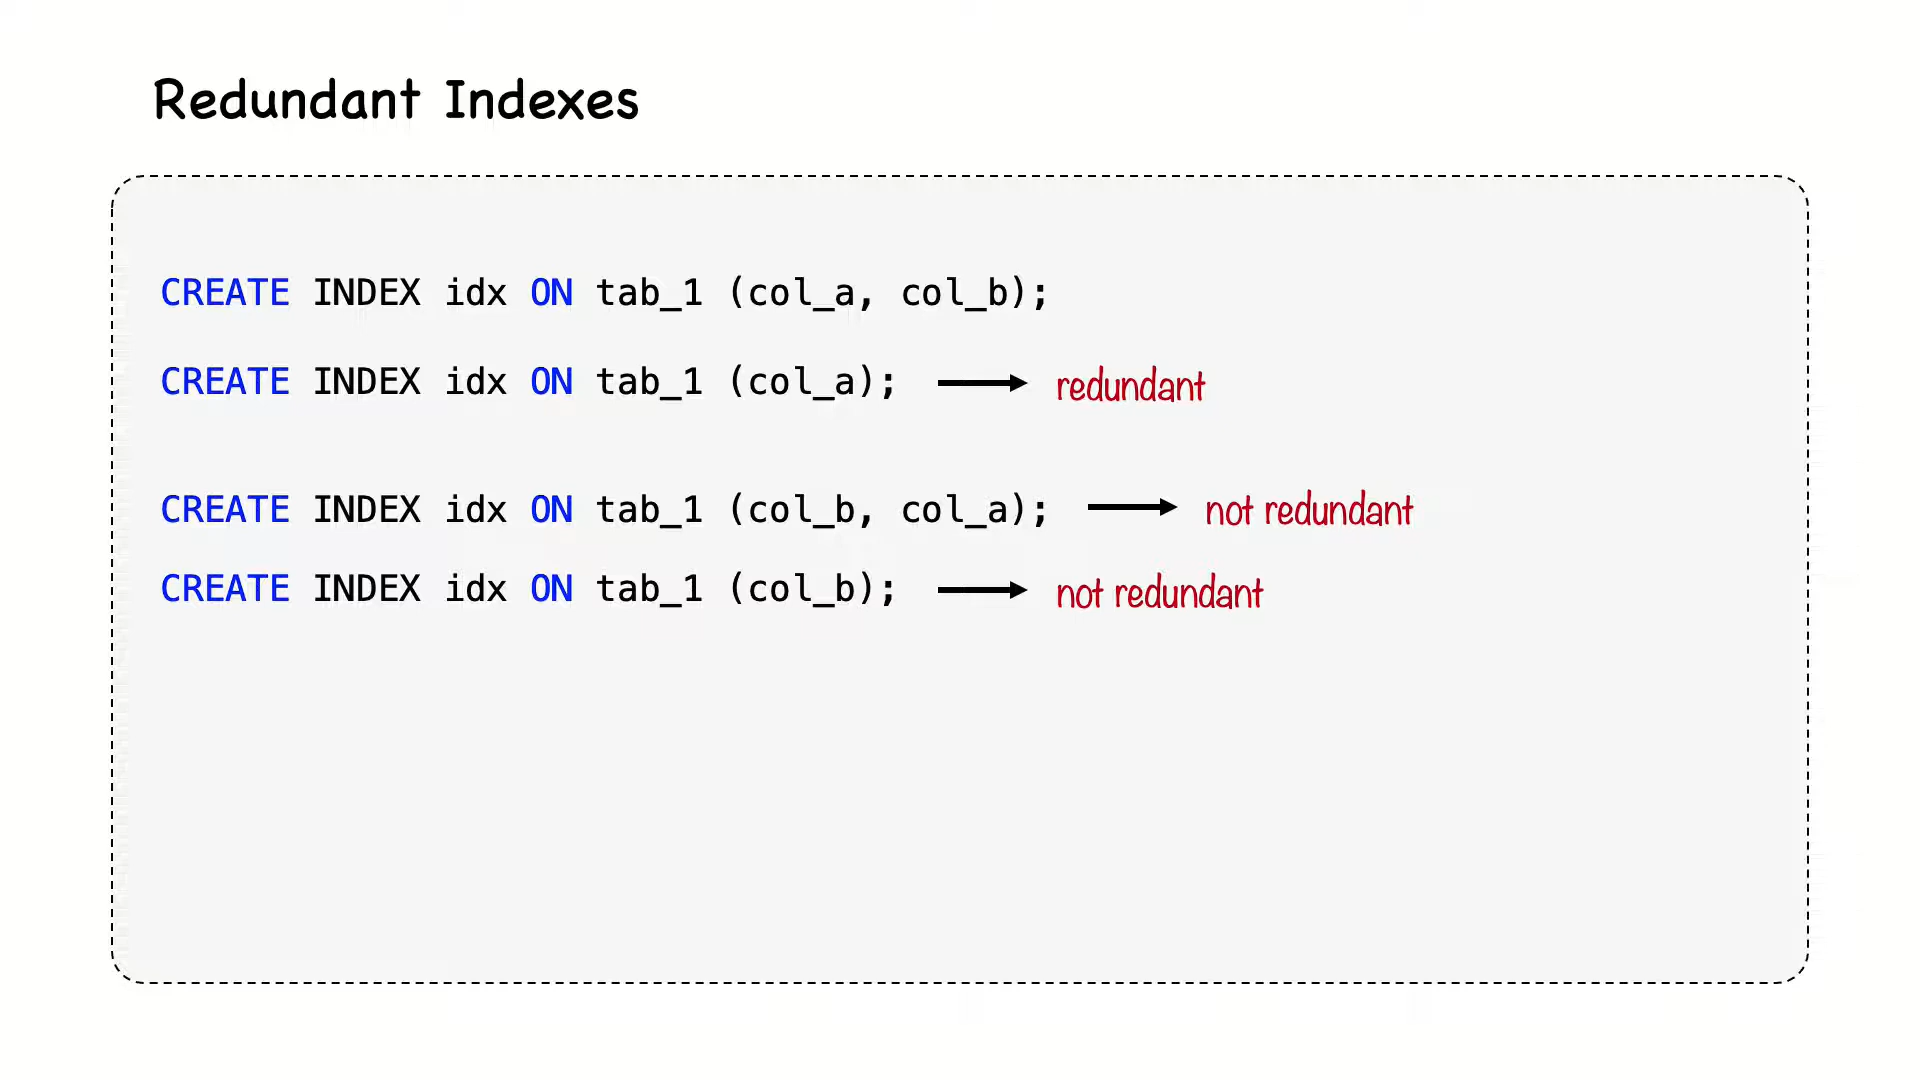 Redundant Indexes
CREATE INDEX idx ON tab_1 (col_a, col_b);
CREATE INDEX idx ON tab_1 (col_a); redundant
CREATE INDEX idx ON tab_1 (col_b, col_a); not redundant
CREATE INDEX idx ON tab_1 (col_b); not redundant